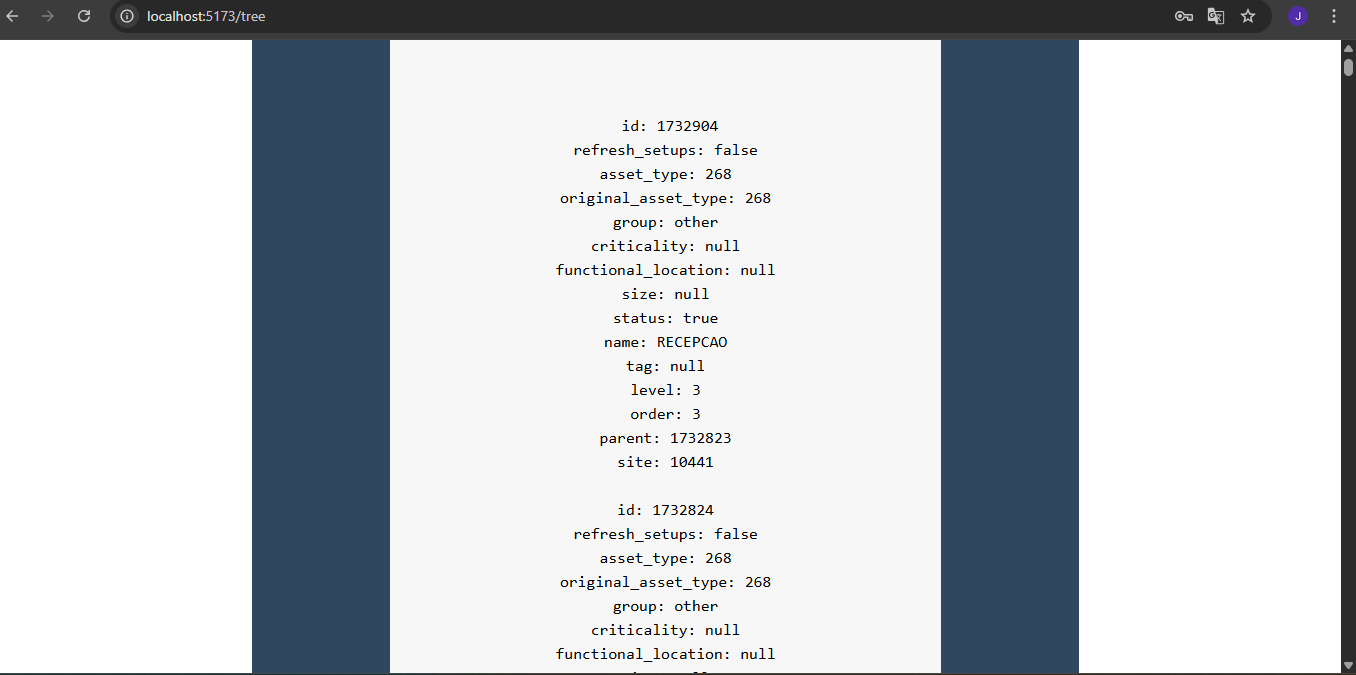 localhost:5173/tree
J
id: 1732904
refresh_setups: false
asset_type: 268
original_asset_type: 268
group: other
criticality: null
functional_location: null
size: null
status: true
name: RECEPCAO
tag: null
level: 3
order: 3
parent: 1732823
site: 10441
id: 1732824
refresh_setups: false
asset_type: 268
original_asset_type: 268
group: other
criticality: null
functional_location: null